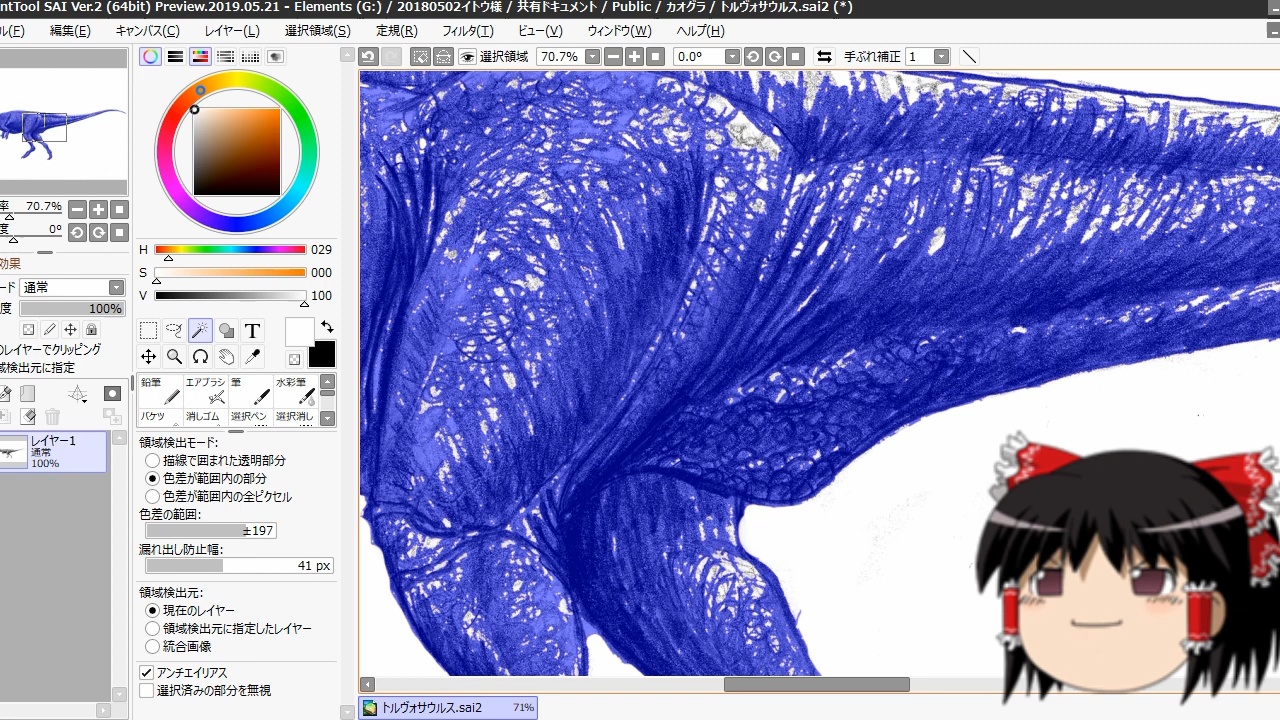 ntTool SAI Ver.2 (64bit) Preview.2019.05.21 - Elements (G:) / 20180502イトウ様 / 共有ドキュメント / Public / カオグラ / トルヴォサウルス.sai2 (*)
ル(F) 編集(E) キャンバス(C) レイヤー(L) 選択領域(S) 定規(R) フィルタ(T) ビュー(V) ウィンドウ(W) ヘルプ(H)
選択領域 70.7% 0.0° 手ぶれ補正 1
率 70.7%
度 0°
効果
ード 通常
度 100%
のレイヤーでクリッピング
域検出元に指定
レイヤー1
通常
100%
H 029
S 000
V 100
T
鉛筆 エアブラシ 筆 水彩筆
バケツ 消しゴム 選択ペン 選択消し
領域検出モード:
描線で囲まれた透明部分
色差が範囲内の部分
色差が範囲内の全ピクセル
色差の範囲:
±197
漏れ出し防止幅:
41 px
領域検出元:
現在のレイヤー
領域検出元に指定したレイヤー
統合画像
アンチエイリアス
選択済みの部分を無視
トルヴォサウルス.sai2 71%